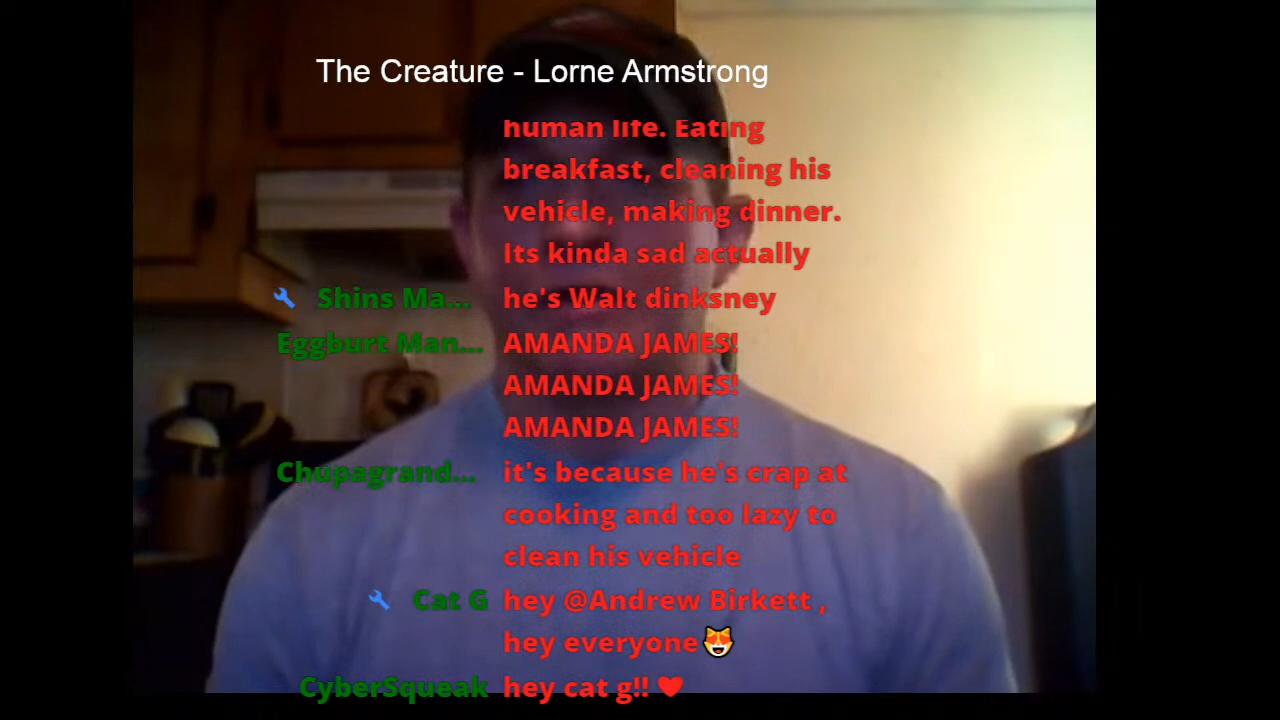 The Creature - Lorne Armstrong
human life. Eating
breakfast, cleaning his
vehicle, making dinner.
Its kinda sad actually
Shins Ma... he's Walt dinksney
Eggburt Man... AMANDA JAMES!
AMANDA JAMES!
AMANDA JAMES!
Chupagrand... it's because he's crap at
cooking and too lazy to
clean his vehicle
Cat G hey @Andrew Birkett ,
hey everyone😻
CyberSqueak hey cat g!! ❤